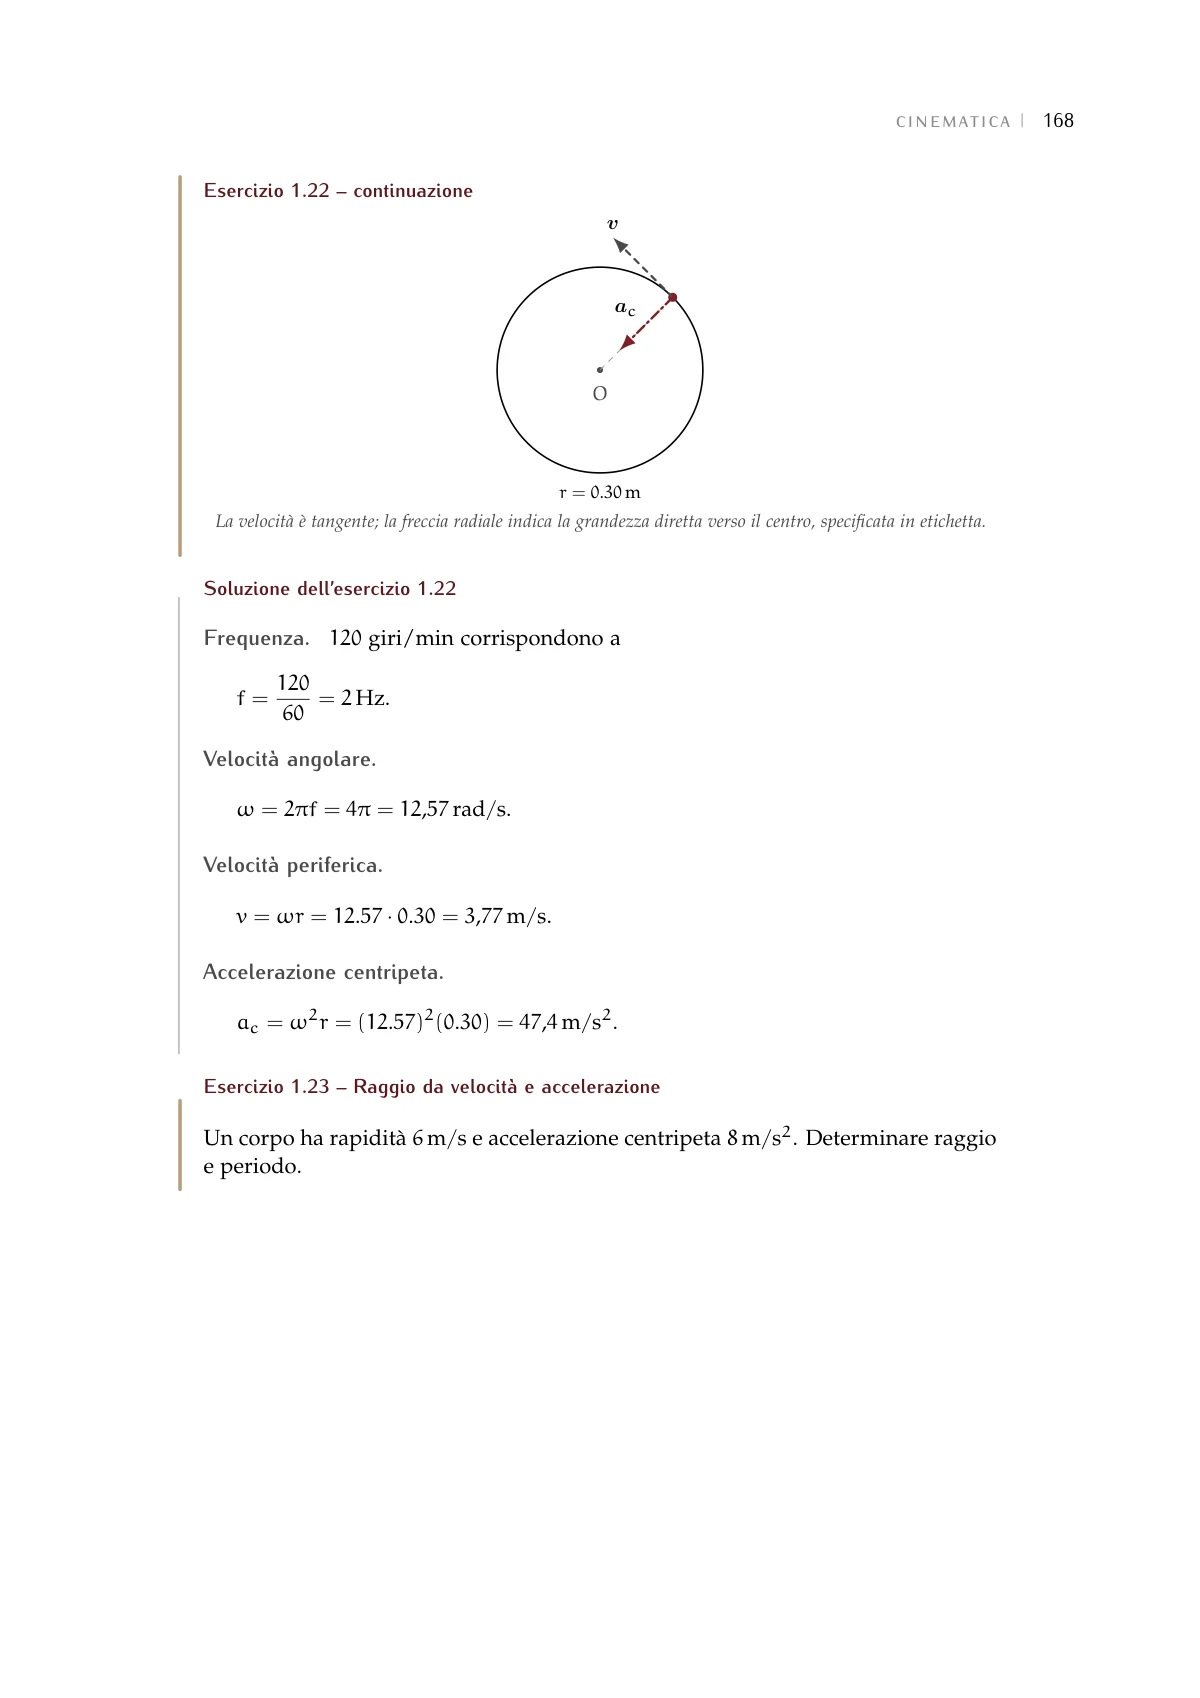 CINEMATICA | 168
Esercizio 1.22 – continuazione
v
a_c
O
r = 0.30 m
La velocità è tangente; la freccia radiale indica la grandezza diretta verso il centro, specificata in etichetta.
Soluzione dell'esercizio 1.22
Frequenza. 120 giri/min corrispondono a
f = 120/60 = 2 Hz.
Velocità angolare.
ω = 2πf = 4π = 12,57 rad/s.
Velocità periferica.
v = ωr = 12.57 · 0.30 = 3,77 m/s.
Accelerazione centripeta.
a_c = ω²r = (12.57)²(0.30) = 47,4 m/s².
Esercizio 1.23 – Raggio da velocità e accelerazione
Un corpo ha rapidità 6 m/s e accelerazione centripeta 8 m/s². Determinare raggio
e periodo.